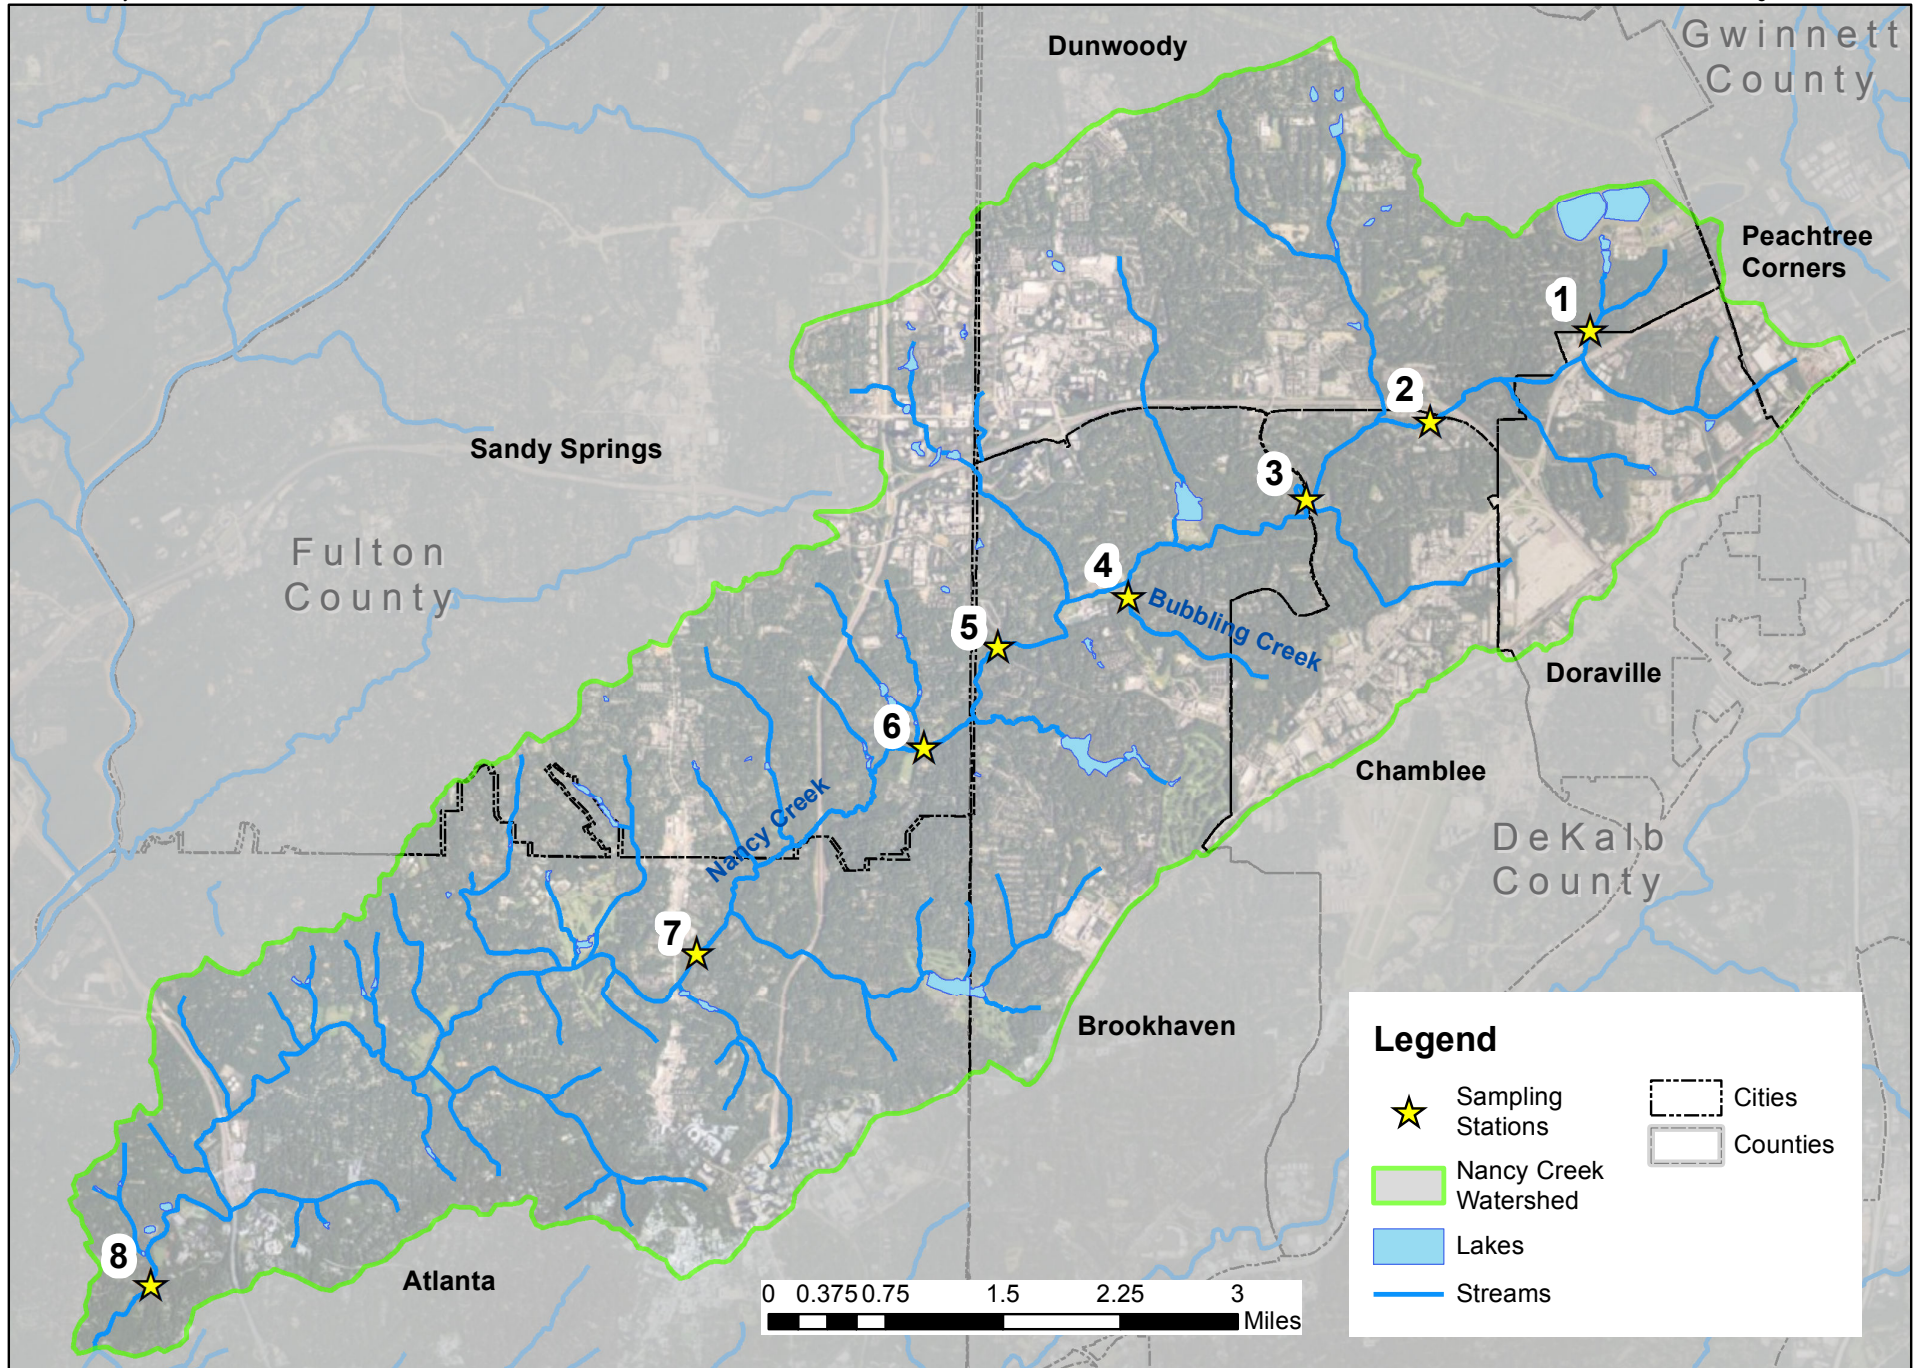 Dunwoody
Gwinnett
County
Peachtree
Corners
1
2
Sandy Springs
3
Fulton
County
4
Bubbling Creek
5
Doraville
6
Chamblee
Nancy Creek
DeKalb
County
7
Brookhaven
8
Atlanta
Legend
Sampling
Stations
Cities
Counties
Nancy Creek
Watershed
Lakes
Streams
0 0.375 0.75 1.5 2.25 3
Miles